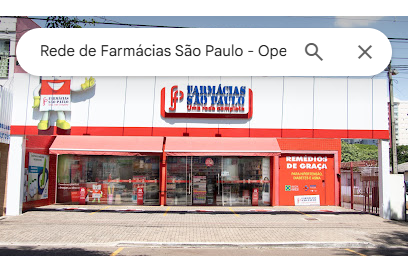 Rede de Farmácias São Paulo - Ope
FARMÁCIAS
SÃO PAULO
Uma rede completa
REMÉDIOS
DE GRAÇA